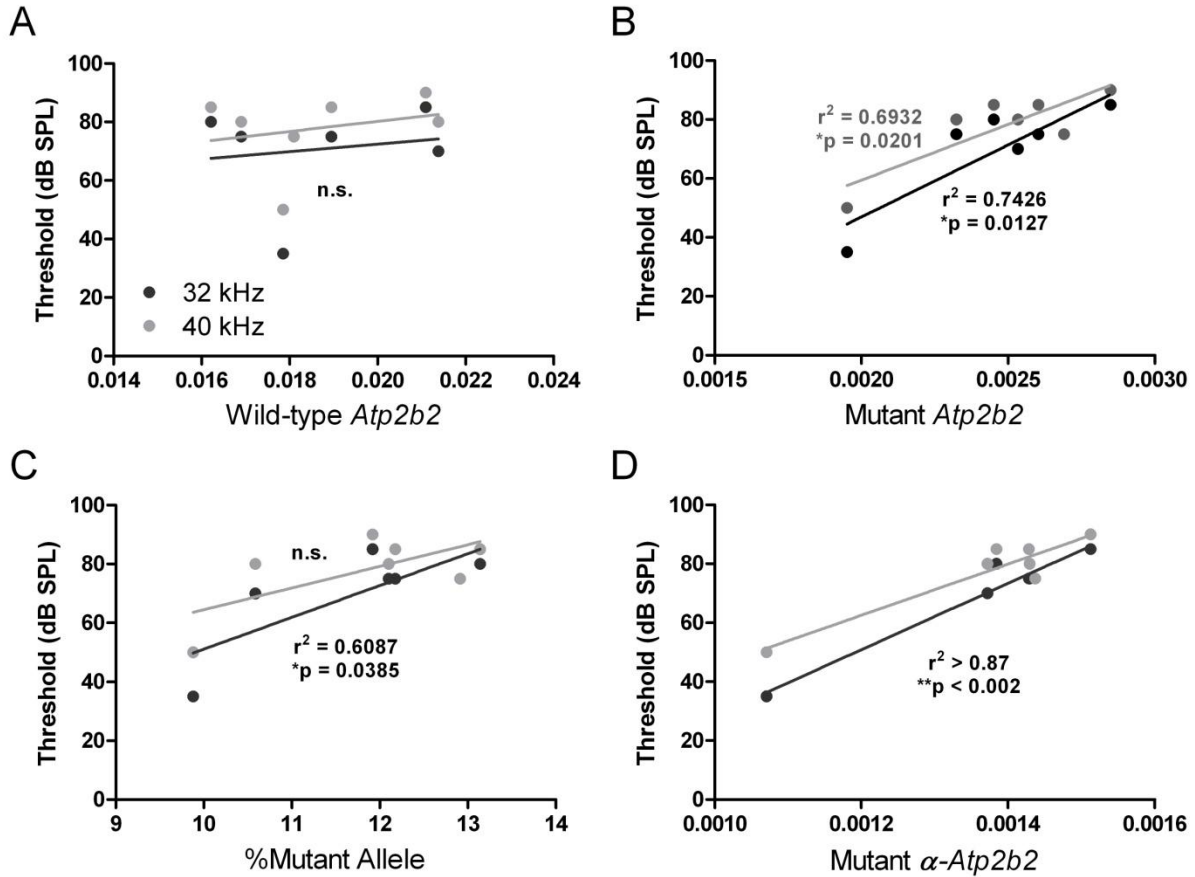 A
Threshold (dB SPL)
100
80
60
40
20
0
n.s.
32 kHz
40 kHz
0.014 0.016 0.018 0.020 0.022 0.024
Wild-type Atp2b2
B
Threshold (dB SPL)
100
80
60
40
20
0
r² = 0.6932
*p = 0.0201
r² = 0.7426
*p = 0.0127
0.0015 0.0020 0.0025 0.0030
Mutant Atp2b2
C
Threshold (dB SPL)
100
80
60
40
20
0
n.s.
r² = 0.6087
*p = 0.0385
9 10 11 12 13 14
%Mutant Allele
D
Threshold (dB SPL)
100
80
60
40
20
0
r² > 0.87
**p < 0.002
0.0010 0.0012 0.0014 0.0016
Mutant α-Atp2b2